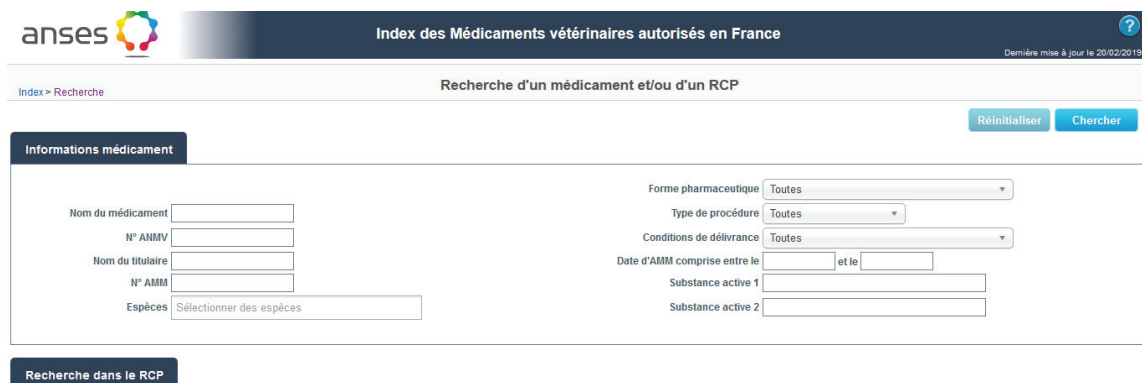 anses
Index des Médicaments vétérinaires autorisés en France
?
Dernière mise à jour le 20/02/2019
Index > Recherche
Recherche d'un médicament et/ou d'un RCP
Réinitialiser
Chercher
Informations médicament
Forme pharmaceutique Toutes
Nom du médicament
Type de procédure Toutes
N° ANMV
Conditions de délivrance Toutes
Nom du titulaire
Date d'AMM comprise entre le et le
N° AMM
Substance active 1
Espèces Sélectionner des espèces
Substance active 2
Recherche dans le RCP